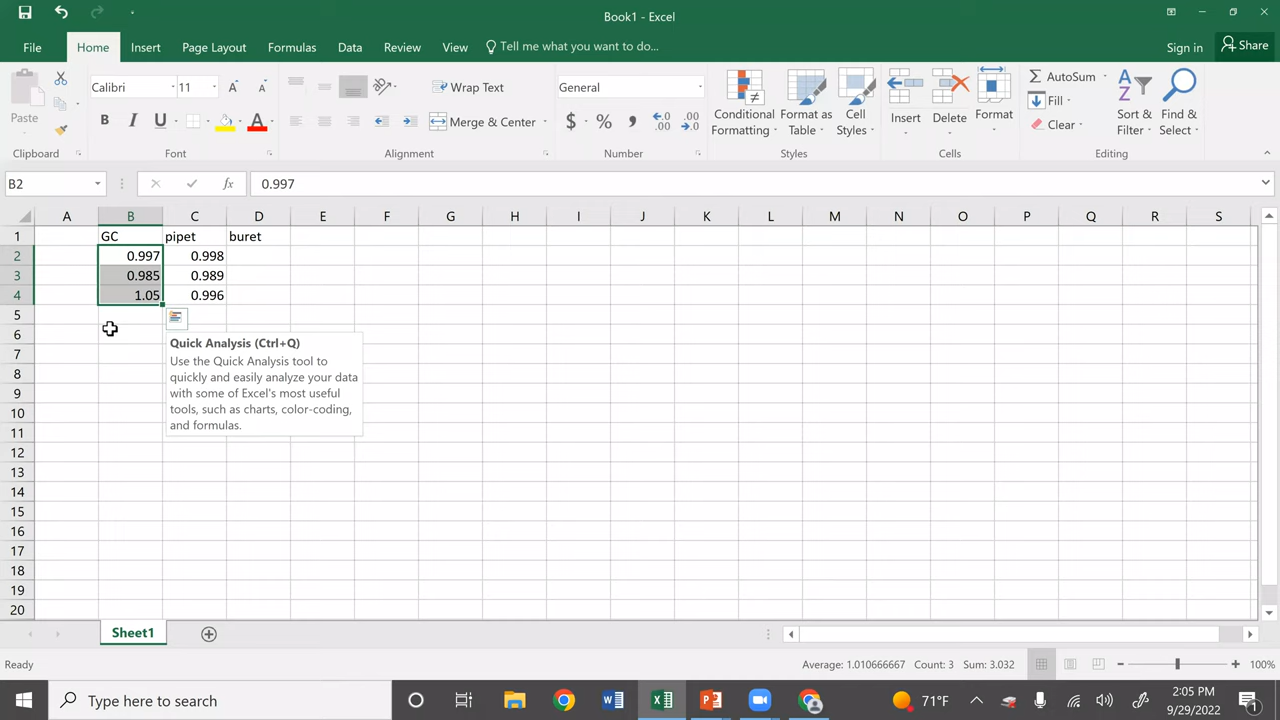 Book1 - Excel
File Home Insert Page Layout Formulas Data Review View Tell me what you want to do... Sign in Share
Paste
Clipboard
Calibri 11
B I U A
Font
Wrap Text
Merge & Center
Alignment
General
$ % ,
Number
Conditional Formatting
Format as Table
Cell Styles
Styles
Insert Delete Format
Cells
AutoSum
Fill
Clear
Sort & Filter
Find & Select
Editing
B2 fx 0.997
A B C D E F G H I J K L M N O P Q R S
1 GC pipet buret
2 0.997 0.998
3 0.985 0.989
4 1.05 0.996
5
6
7
8
9
10
11
12
13
14
15
16
17
18
19
20
Quick Analysis (Ctrl+Q)
Use the Quick Analysis tool to
quickly and easily analyze your data
with some of Excel's most useful
tools, such as charts, color-coding,
and formulas.
Sheet1
Ready Average: 1.010666667 Count: 3 Sum: 3.032 100%
Type here to search 71°F 2:05 PM
9/29/2022